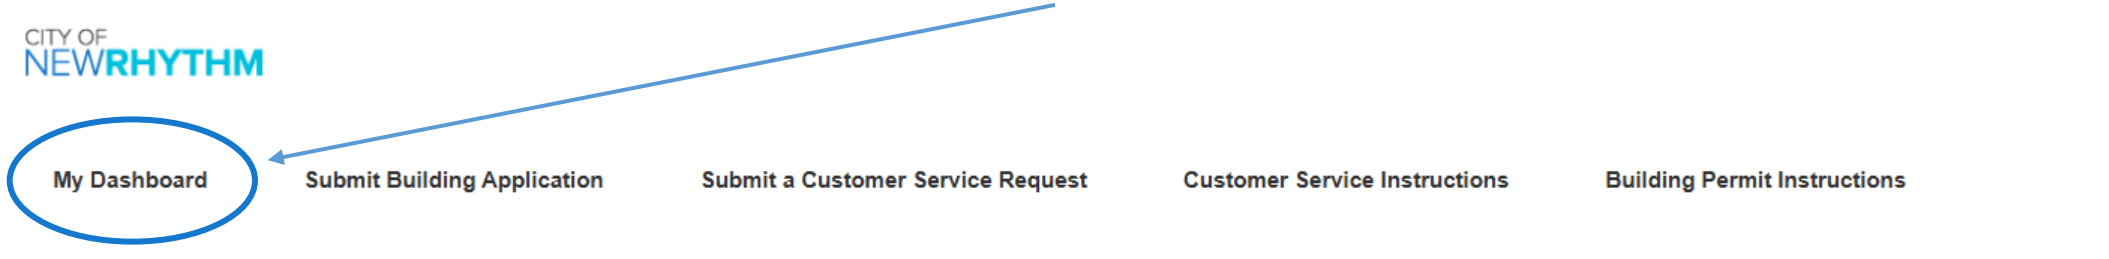 CITY OF
NEWRHYTHM
My Dashboard Submit Building Application Submit a Customer Service Request Customer Service Instructions Building Permit Instructions